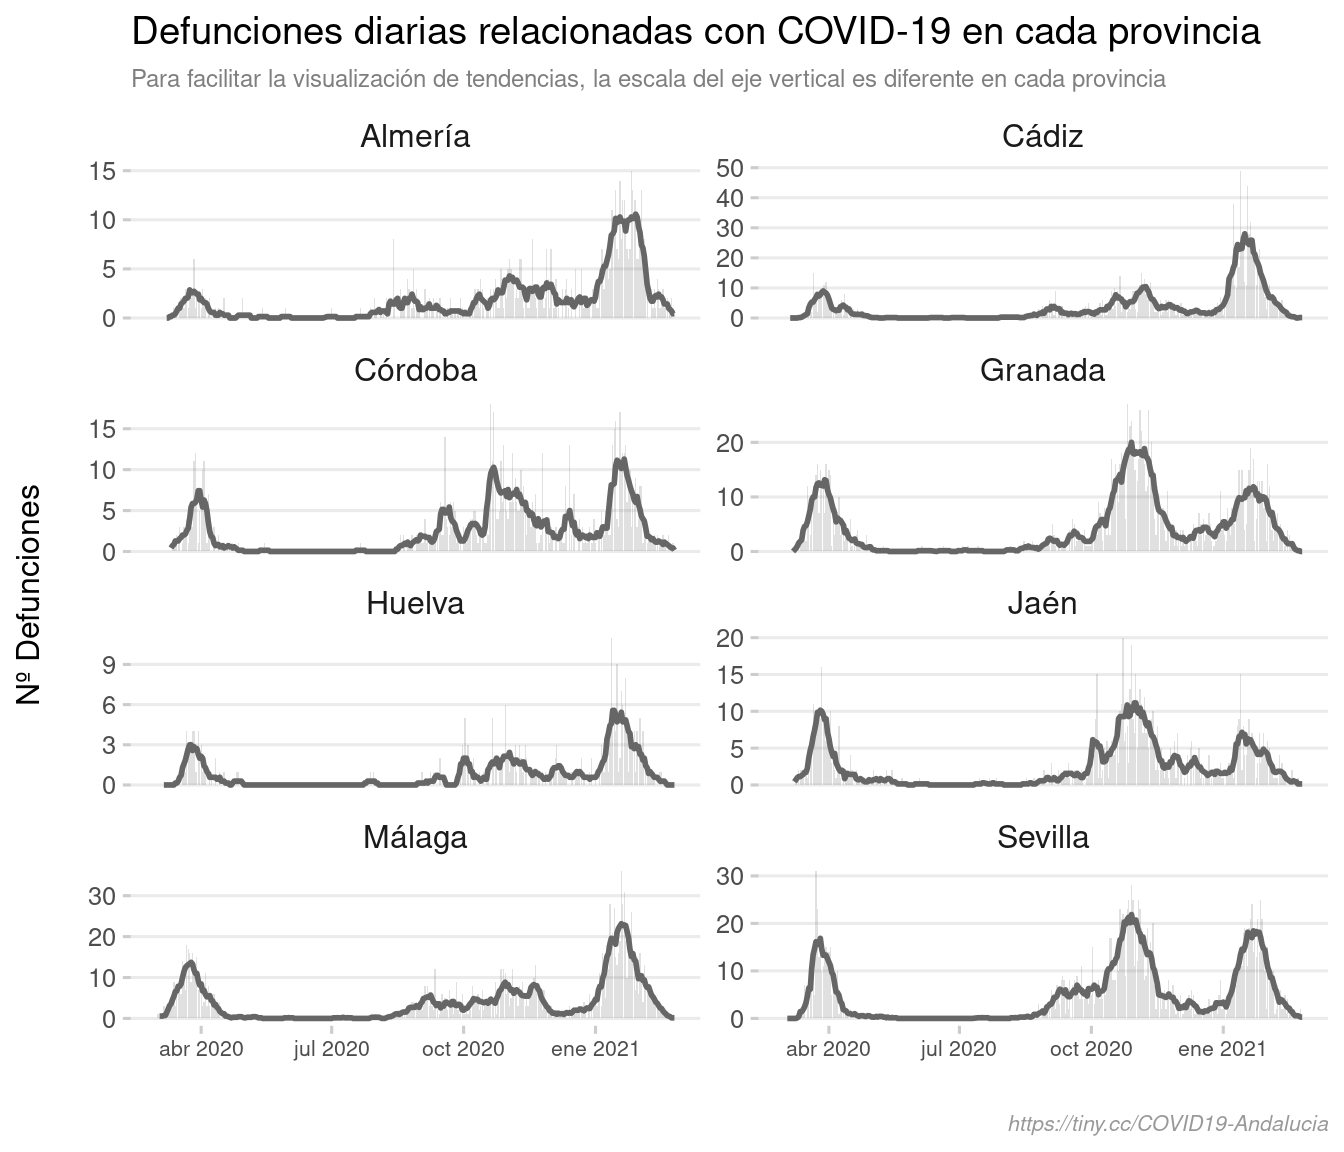 Defunciones diarias relacionadas con COVID-19 en cada provincia
Para facilitar la visualización de tendencias, la escala del eje vertical es diferente en cada provincia
Nº Defunciones
Almería
15
10
5
0
Cádiz
50
40
30
20
10
0
Córdoba
15
10
5
0
Granada
20
10
0
Huelva
9
6
3
0
Jaén
20
15
10
5
0
Málaga
30
20
10
0
abr 2020 jul 2020 oct 2020 ene 2021
Sevilla
30
20
10
0
abr 2020 jul 2020 oct 2020 ene 2021
https://tiny.cc/COVID19-Andalucia